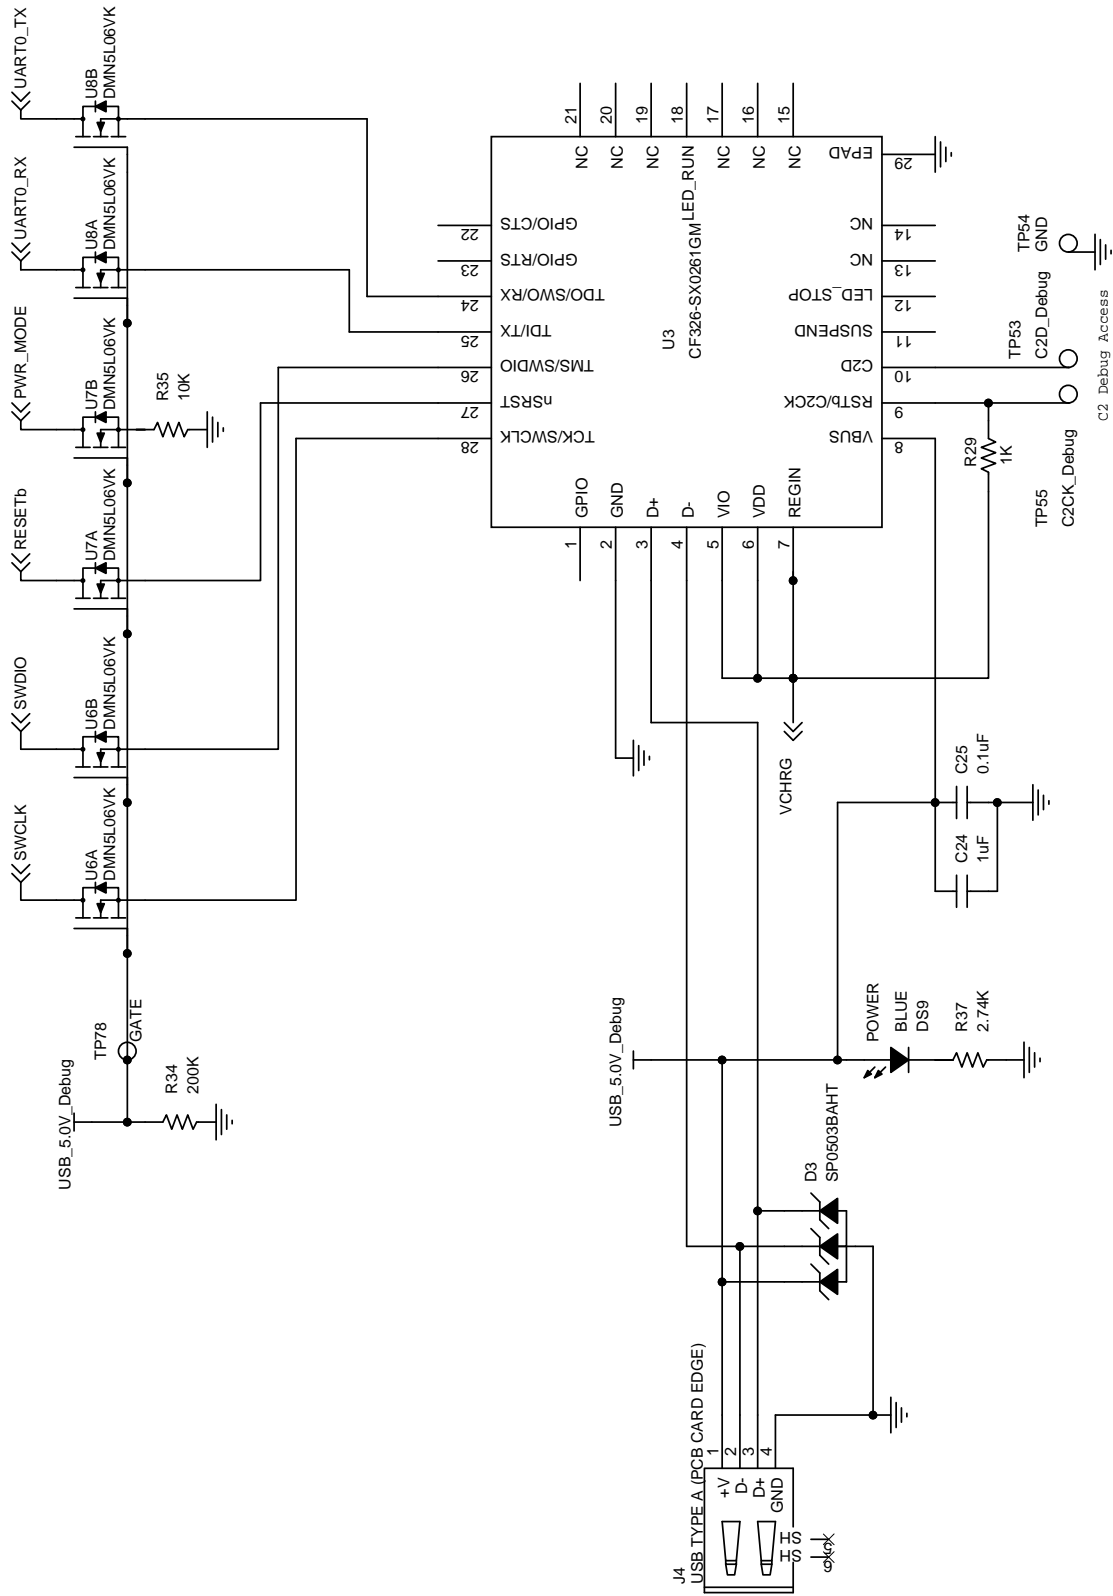 SWCLK
SWDIO
RESETb
PWR_MODE
UART0_RX
UART0_TX
U6A
DMN5L06VK
U6B
DMN5L06VK
U7A
DMN5L06VK
U7B
DMN5L06VK
U8A
DMN5L06VK
U8B
DMN5L06VK
USB_5.0V_Debug
TP78
GATE
R34
200K
R35
10K
U3
CF326-SX0261GM
GPIO
1
GND
2
D+
3
D-
4
VIO
5
VDD
6
REGIN
7
VBUS
8
RSTb/C2CK
9
C2D
10
SUSPEND
11
LED_STOP
12
NC
13
NC
14
NC
15
NC
16
NC
17
LED_RUN
18
NC
19
NC
20
NC
21
GPIO/CTS
22
GPIO/RTS
23
TDO/SWO/RX
24
TDI/TX
25
TMS/SWDIO
26
nSRST
27
TCK/SWCLK
28
EPAD
29
R29
1K
TP55
C2CK_Debug
TP53
C2D_Debug
TP54
GND
C2 Debug Access
VCHRG
C24
1uF
C25
0.1uF
USB_5.0V_Debug
POWER
BLUE
DS9
R37
2.74K
D3
SP0503BAHT
J4
USB TYPE A (PCB CARD EDGE)
+V
1
D-
2
D+
3
GND
4
SH
SH